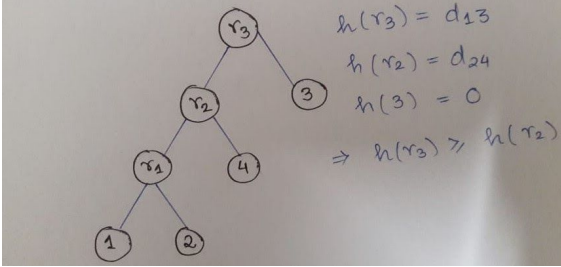 r3
h(r3) = d13
h(r2) = d24
3
r2
h(3) = 0
⇒ h(r3) ≥ h(r2)
r1
4
1
2